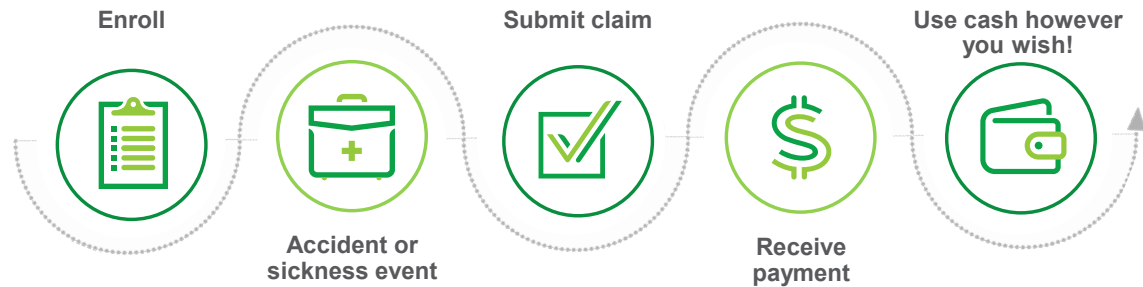 Enroll
Accident or
sickness event
Submit claim
Receive
payment
Use cash however
you wish!